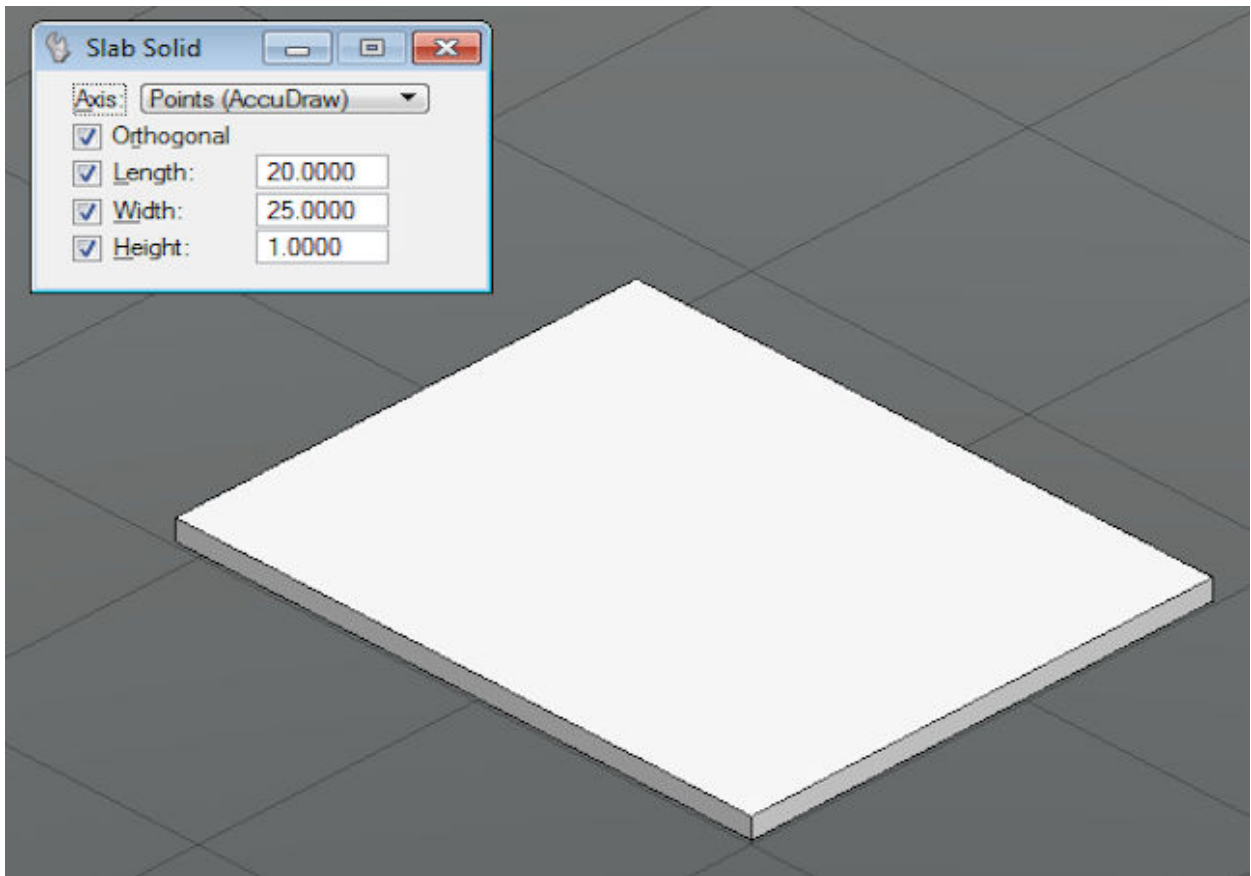 Slab Solid
Axis: Points (AccuDraw)
Orthogonal
Length: 20.0000
Width: 25.0000
Height: 1.0000